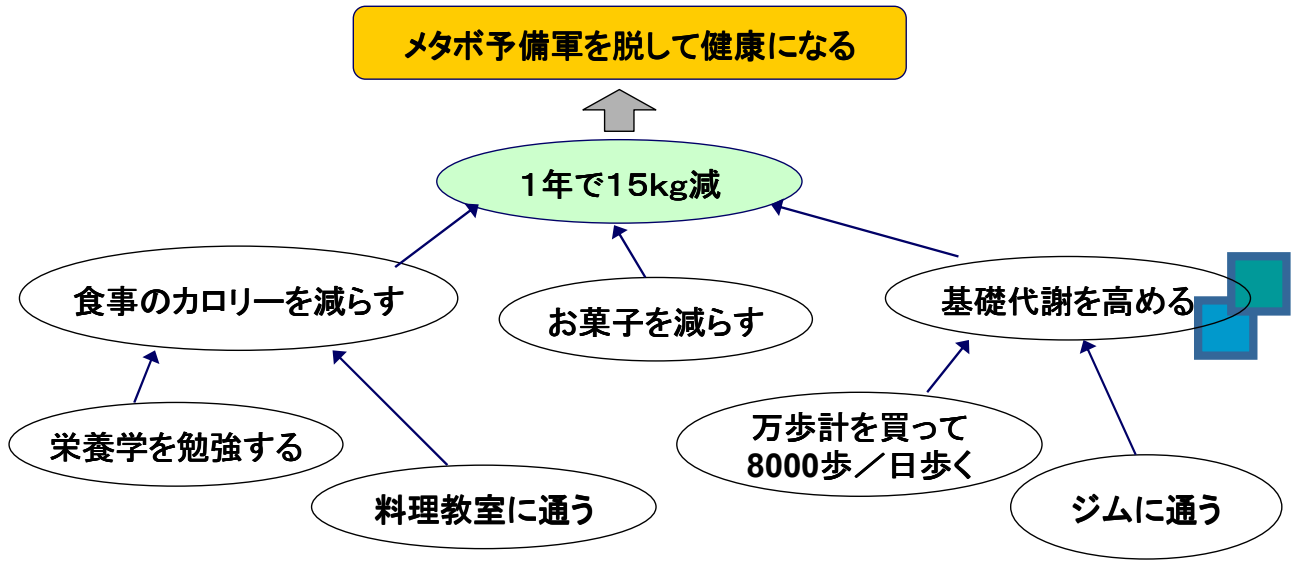 メタボ予備軍を脱して健康になる
１年で１５ｋｇ減
食事のカロリーを減らす
お菓子を減らす
基礎代謝を高める
栄養学を勉強する
料理教室に通う
万歩計を買って
8000歩／日歩く
ジムに通う